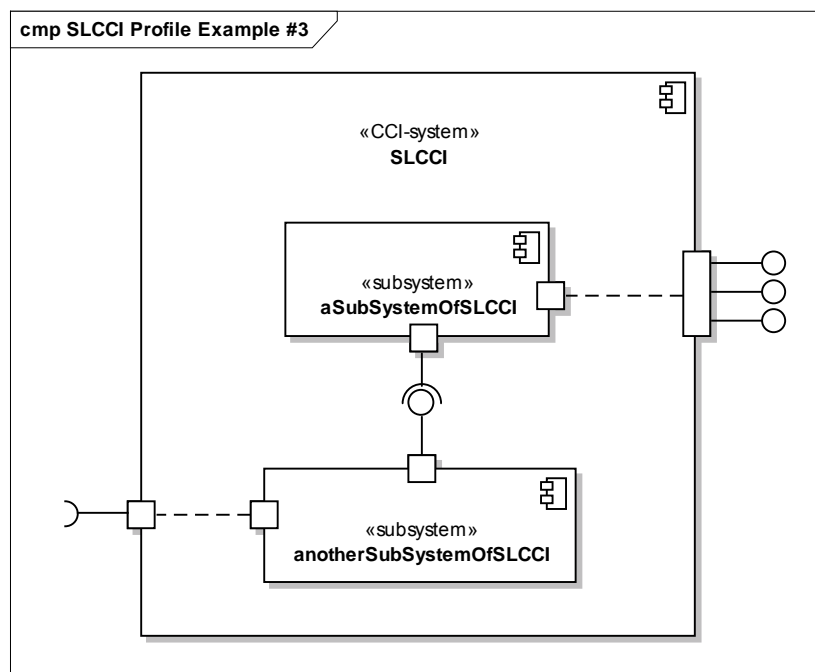 cmp SLCCI Profile Example #3
«CCI-system»
SLCCI
«subsystem»
aSubSystemOfSLCCI
«subsystem»
anotherSubSystemOfSLCCI